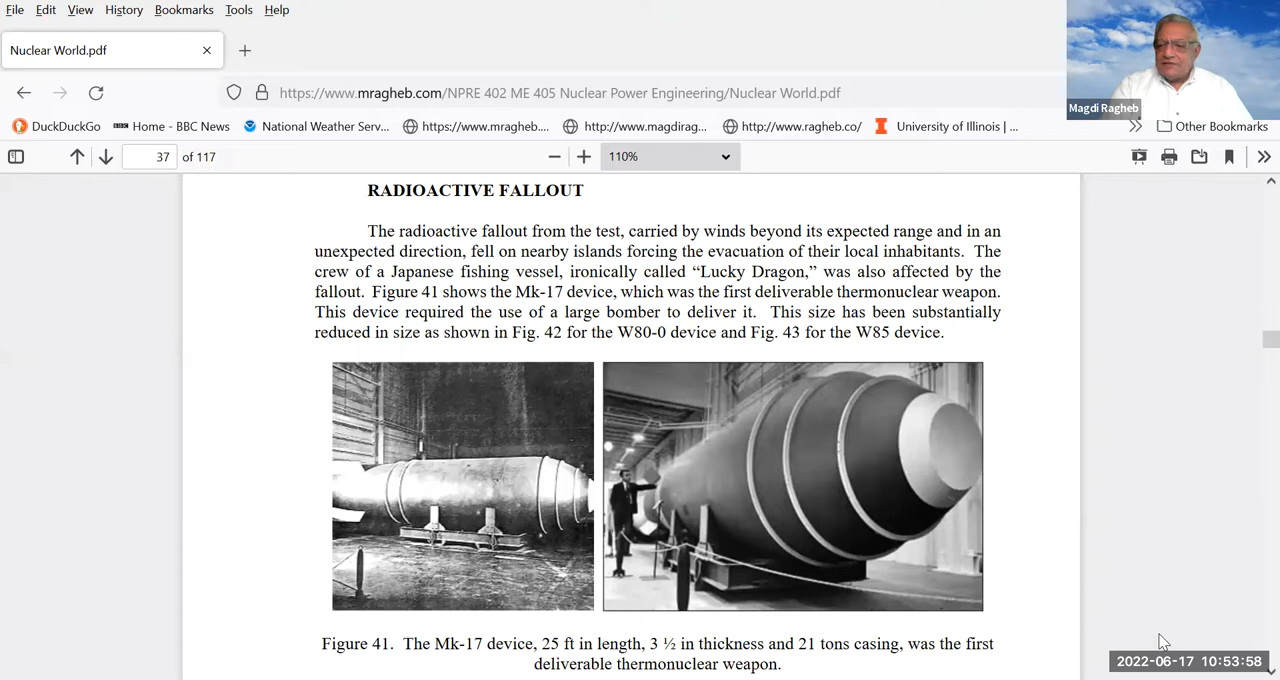 File Edit View History Bookmarks Tools Help
Nuclear World.pdf
https://www.mragheb.com/NPRE 402 ME 405 Nuclear Power Engineering/Nuclear World.pdf
Magdi Ragheb
DuckDuckGo BBC Home - BBC News National Weather Serv... https://www.mragheb.... http://www.magdirag... http://www.ragheb.co/ University of Illinois | ... Other Bookmarks
37 of 117 110%
RADIOACTIVE FALLOUT
The radioactive fallout from the test, carried by winds beyond its expected range and in an
unexpected direction, fell on nearby islands forcing the evacuation of their local inhabitants. The
crew of a Japanese fishing vessel, ironically called “Lucky Dragon,” was also affected by the
fallout. Figure 41 shows the Mk-17 device, which was the first deliverable thermonuclear weapon.
This device required the use of a large bomber to deliver it. This size has been substantially
reduced in size as shown in Fig. 42 for the W80-0 device and Fig. 43 for the W85 device.
Figure 41. The Mk-17 device, 25 ft in length, 3 ½ in thickness and 21 tons casing, was the first
deliverable thermonuclear weapon.
2022-06-17 10:53:58